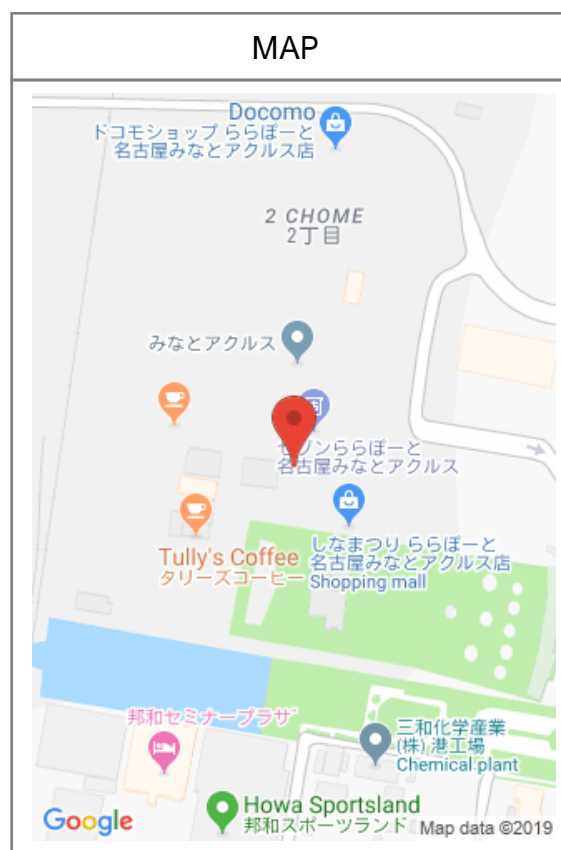 MAP
Docomo
ドコモショップ ららぽーと
名古屋みなとアクルス店
2 CHOME
2丁目
みなとアクルス
セブンららぽーと
名古屋みなとアクルス
しなまつり ららぽーと
名古屋みなとアクルス店
Shopping mall
Tully's Coffee
タリーズコーヒー
邦和セミナープラザ
三和化学産業
(株) 港工場
Chemical plant
Howa Sportsland
邦和スポーツランド
Google
Map data ©2019